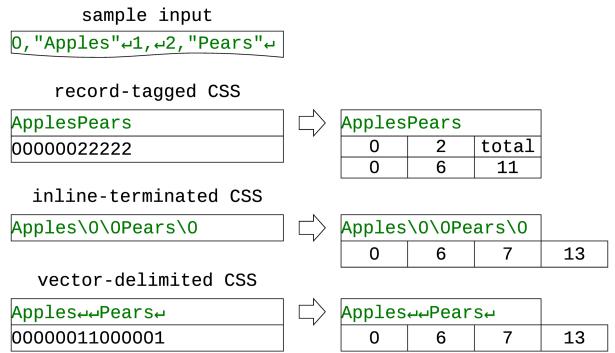 sample input
0,"Apples"↵1,↵2,"Pears"↵
record-tagged CSS
ApplesPears
00000022222
ApplesPears
0 2 total
0 6 11
inline-terminated CSS
Apples\0\0Pears\0
Apples\0\0Pears\0
0 6 7 13
vector-delimited CSS
Apples↵↵Pears↵
00000011000001
Apples↵↵Pears↵
0 6 7 13